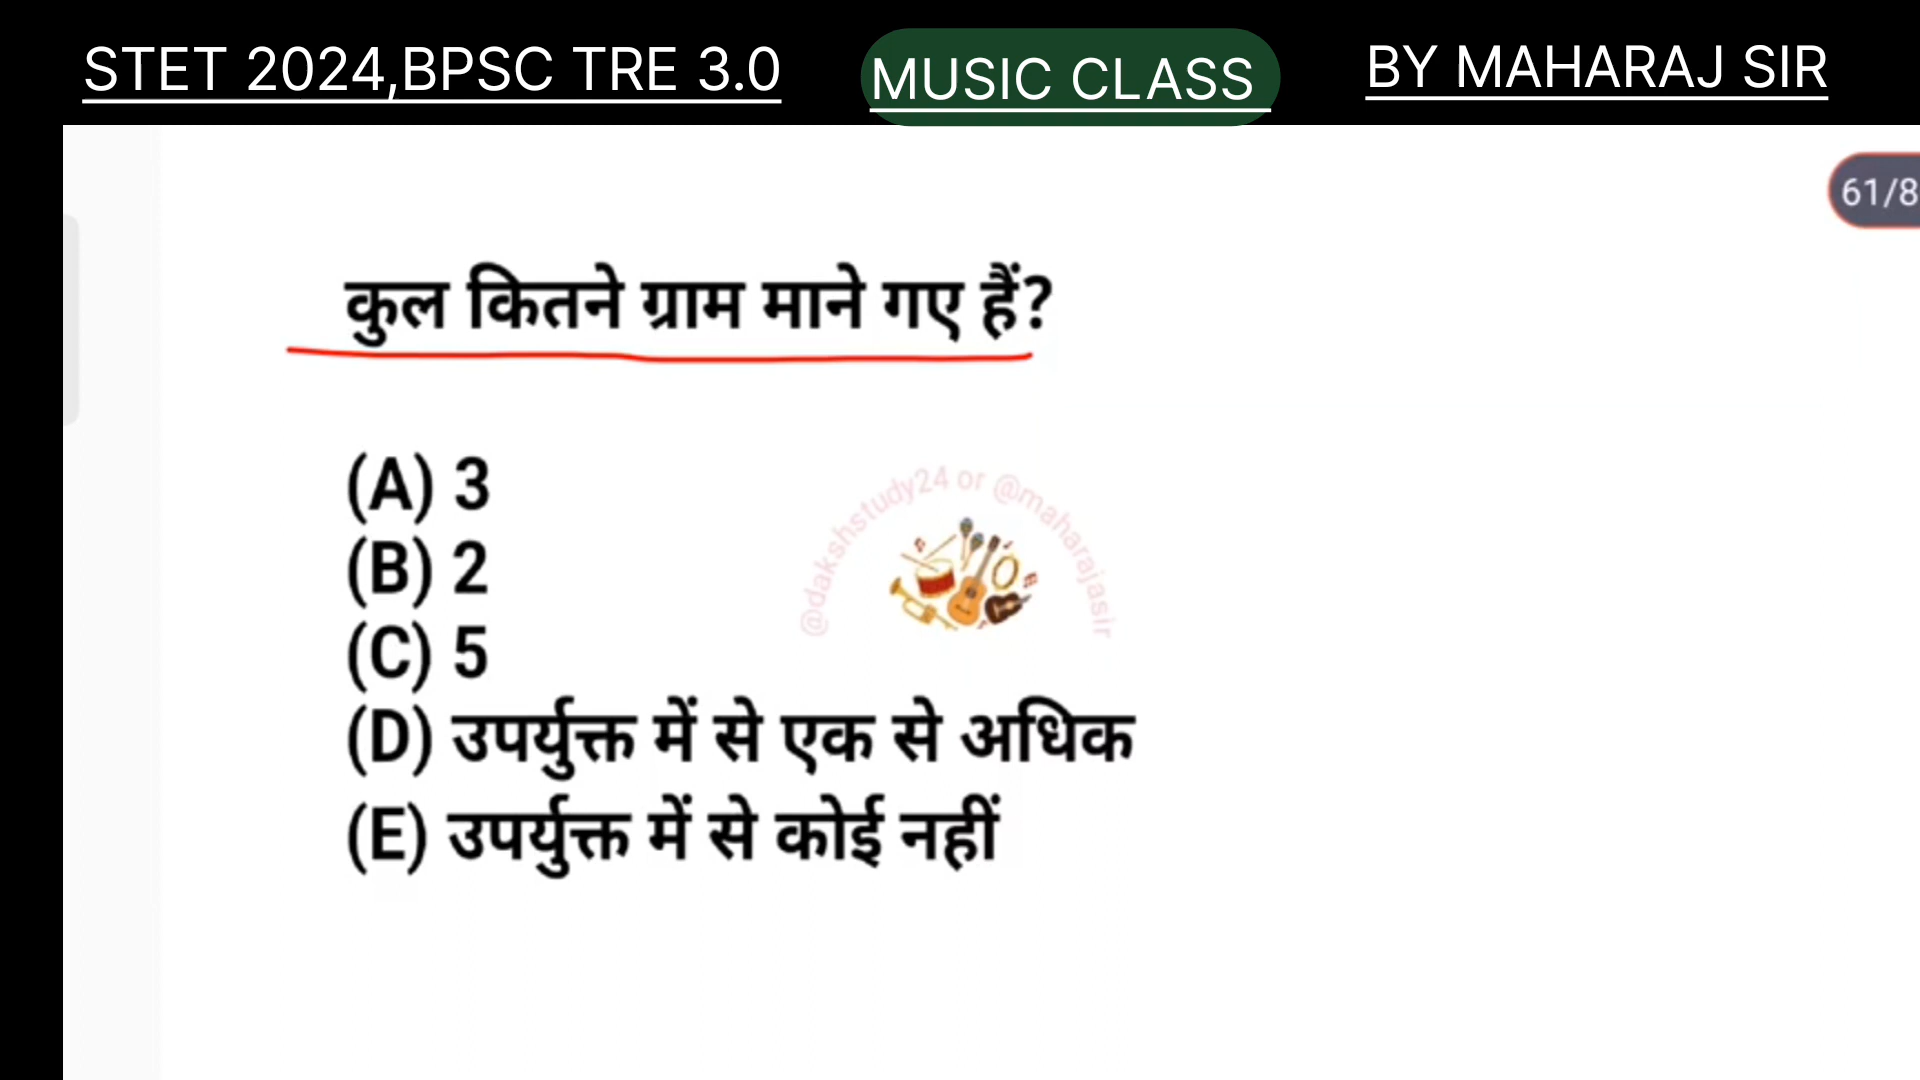 STET 2024,BPSC TRE 3.0
MUSIC CLASS
BY MAHARAJ SIR
61/8
कुल कितने ग्राम माने गए हैं?
(A) 3
(B) 2
(C) 5
(D) उपर्युक्त में से एक से अधिक
(E) उपर्युक्त में से कोई नहीं
@dakshstudy24 or @maharajasir